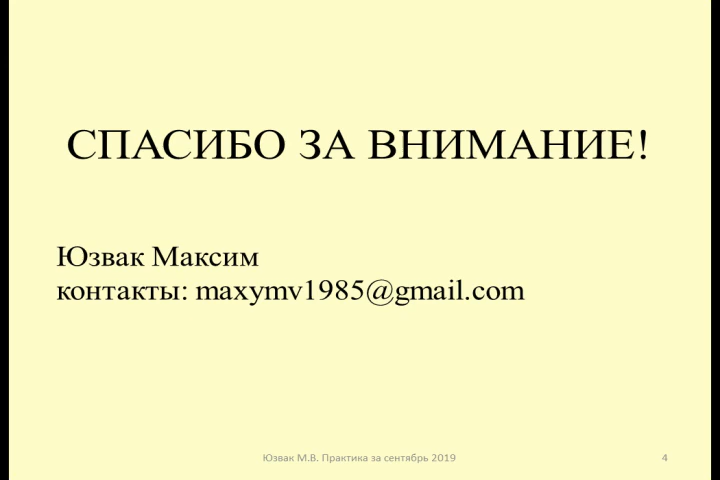 СПАСИБО ЗА ВНИМАНИЕ!
Юзвак Максим
контакты: maxymv1985@gmail.com
Юзвак М.В. Практика за сентябрь 2019
4